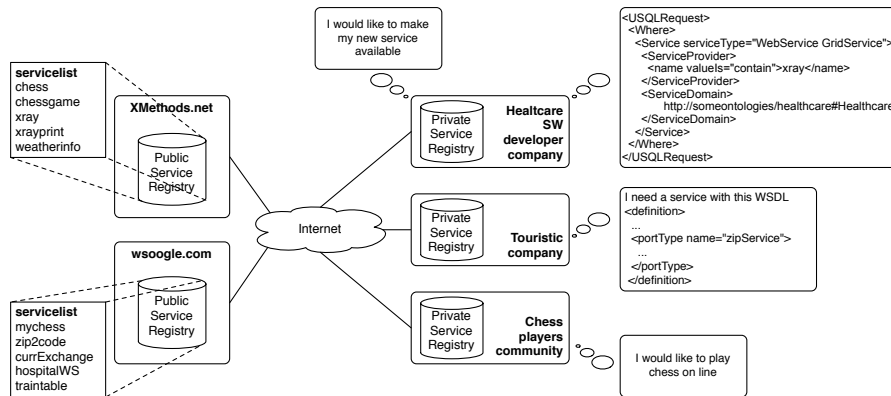 I would like to make
my new service
available
<USQLRequest>
<Where>
<Service serviceType="WebService GridService">
<ServiceProvider>
<name valueIs="contain">xray</name>
</ServiceProvider>
<ServiceDomain>
http://someontologies/healthcare#Healthcare
</ServiceDomain>
</Service>
</Where>
</USQLRequest>
servicelist
chess
chessgame
xray
xrayprint
weatherinfo
XMethods.net
Public
Service
Registry
Private
Service
Registry
Healtcare
SW
developer
company
Internet
Private
Service
Registry
Touristic
company
I need a service with this WSDL
<definition>
...
<portType name="zipService">
...
</portType>
</definition>
wsoogle.com
Public
Service
Registry
servicelist
mychess
zip2code
currExchange
hospitalWS
traintable
Private
Service
Registry
Chess
players
community
I would like to play
chess on line